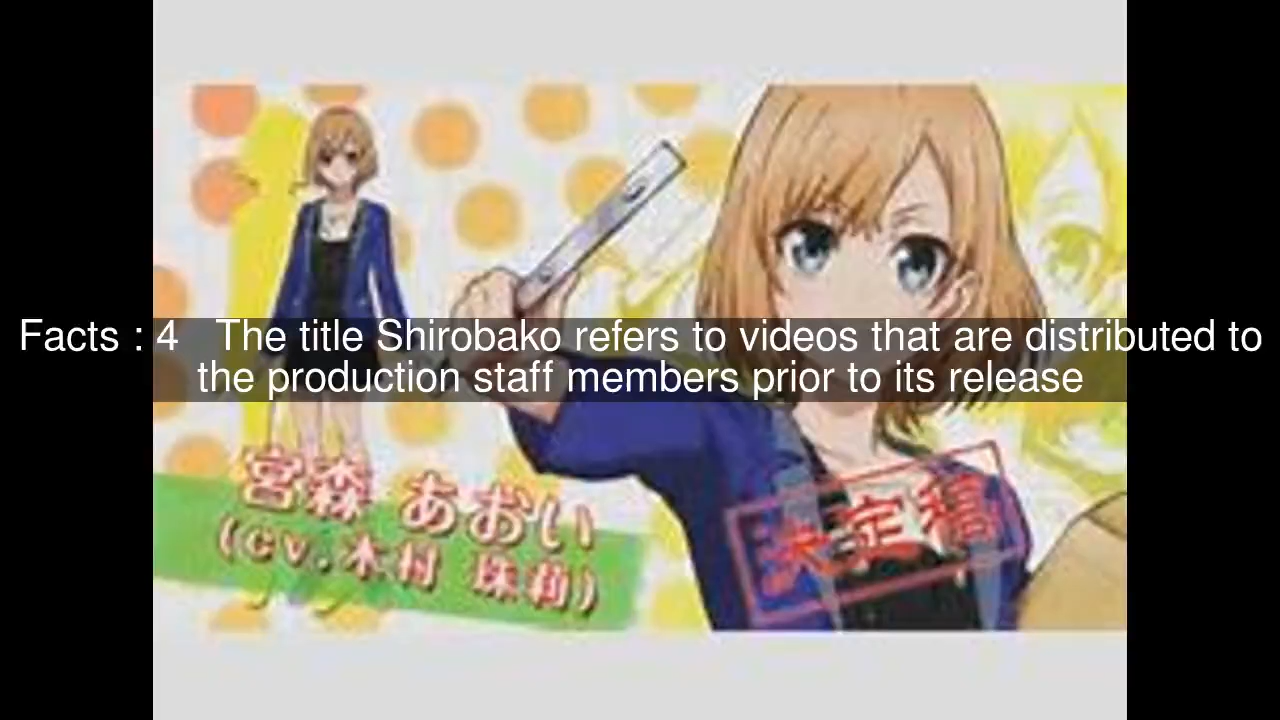 Facts : 4 The title Shirobako refers to videos that are distributed to
the production staff members prior to its release
宮森 あおい
(cv.木村 珠莉)
決定稿